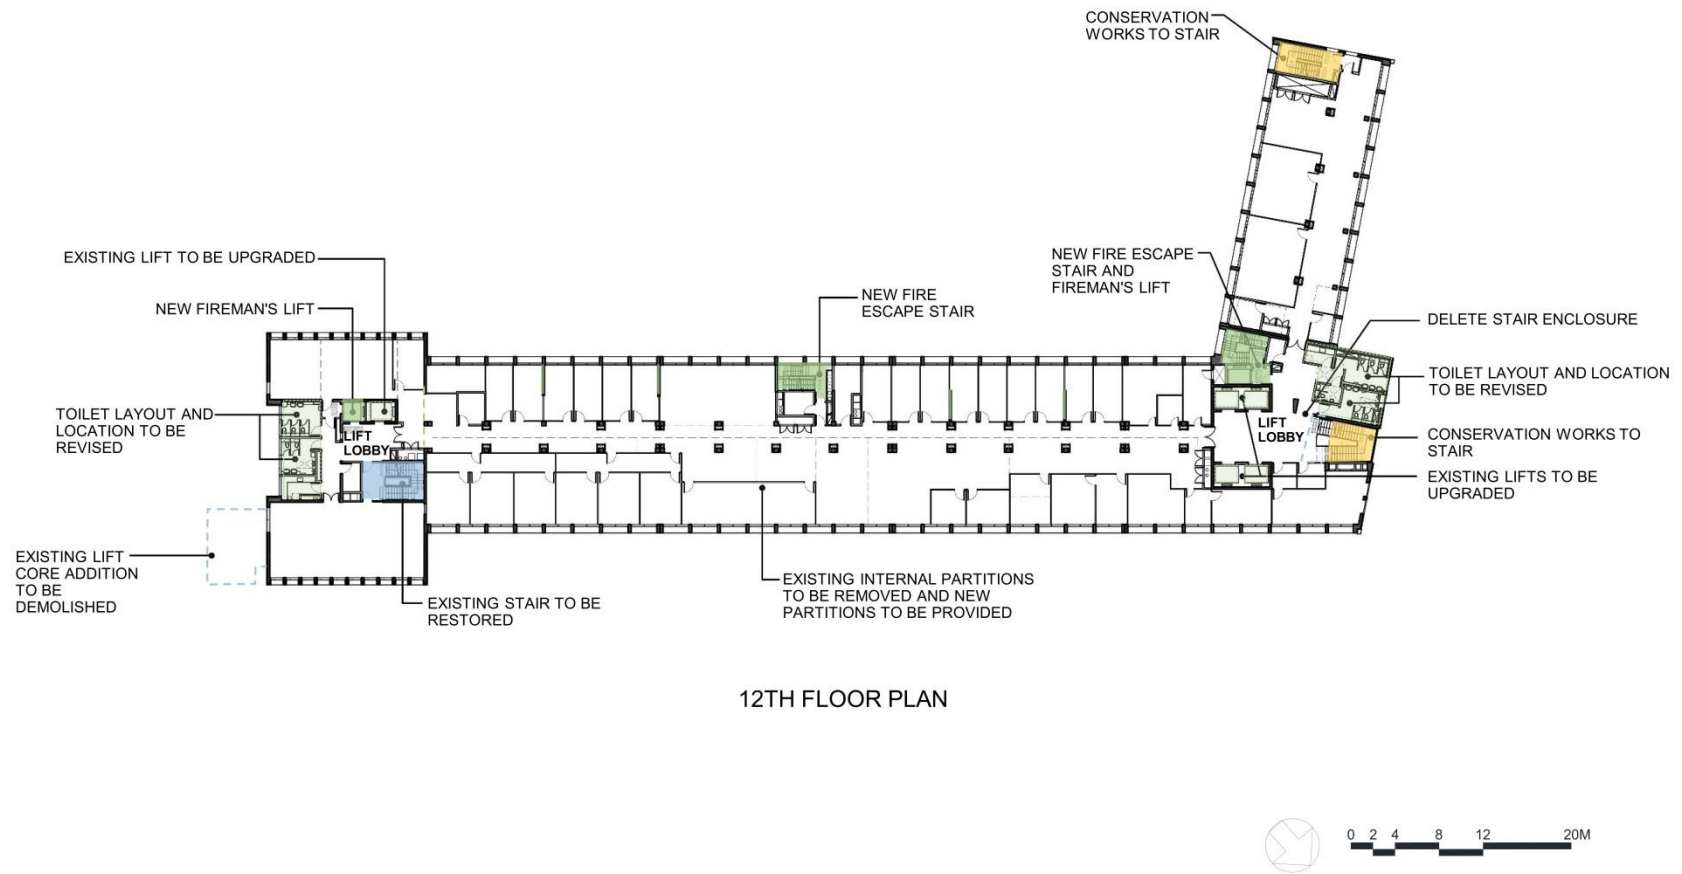 CONSERVATION
WORKS TO STAIR
EXISTING LIFT TO BE UPGRADED
NEW FIREMAN'S LIFT
NEW FIRE
ESCAPE STAIR
NEW FIRE ESCAPE
STAIR AND
FIREMAN'S LIFT
DELETE STAIR ENCLOSURE
TOILET LAYOUT AND LOCATION
TO BE REVISED
TOILET LAYOUT AND
LOCATION TO BE
REVISED
LIFT
LOBBY
LIFT
LOBBY
CONSERVATION WORKS TO
STAIR
EXISTING LIFTS TO BE
UPGRADED
EXISTING LIFT
CORE ADDITION
TO BE
DEMOLISHED
EXISTING STAIR TO BE
RESTORED
EXISTING INTERNAL PARTITIONS
TO BE REMOVED AND NEW
PARTITIONS TO BE PROVIDED
12TH FLOOR PLAN
0 2 4 8 12 20M